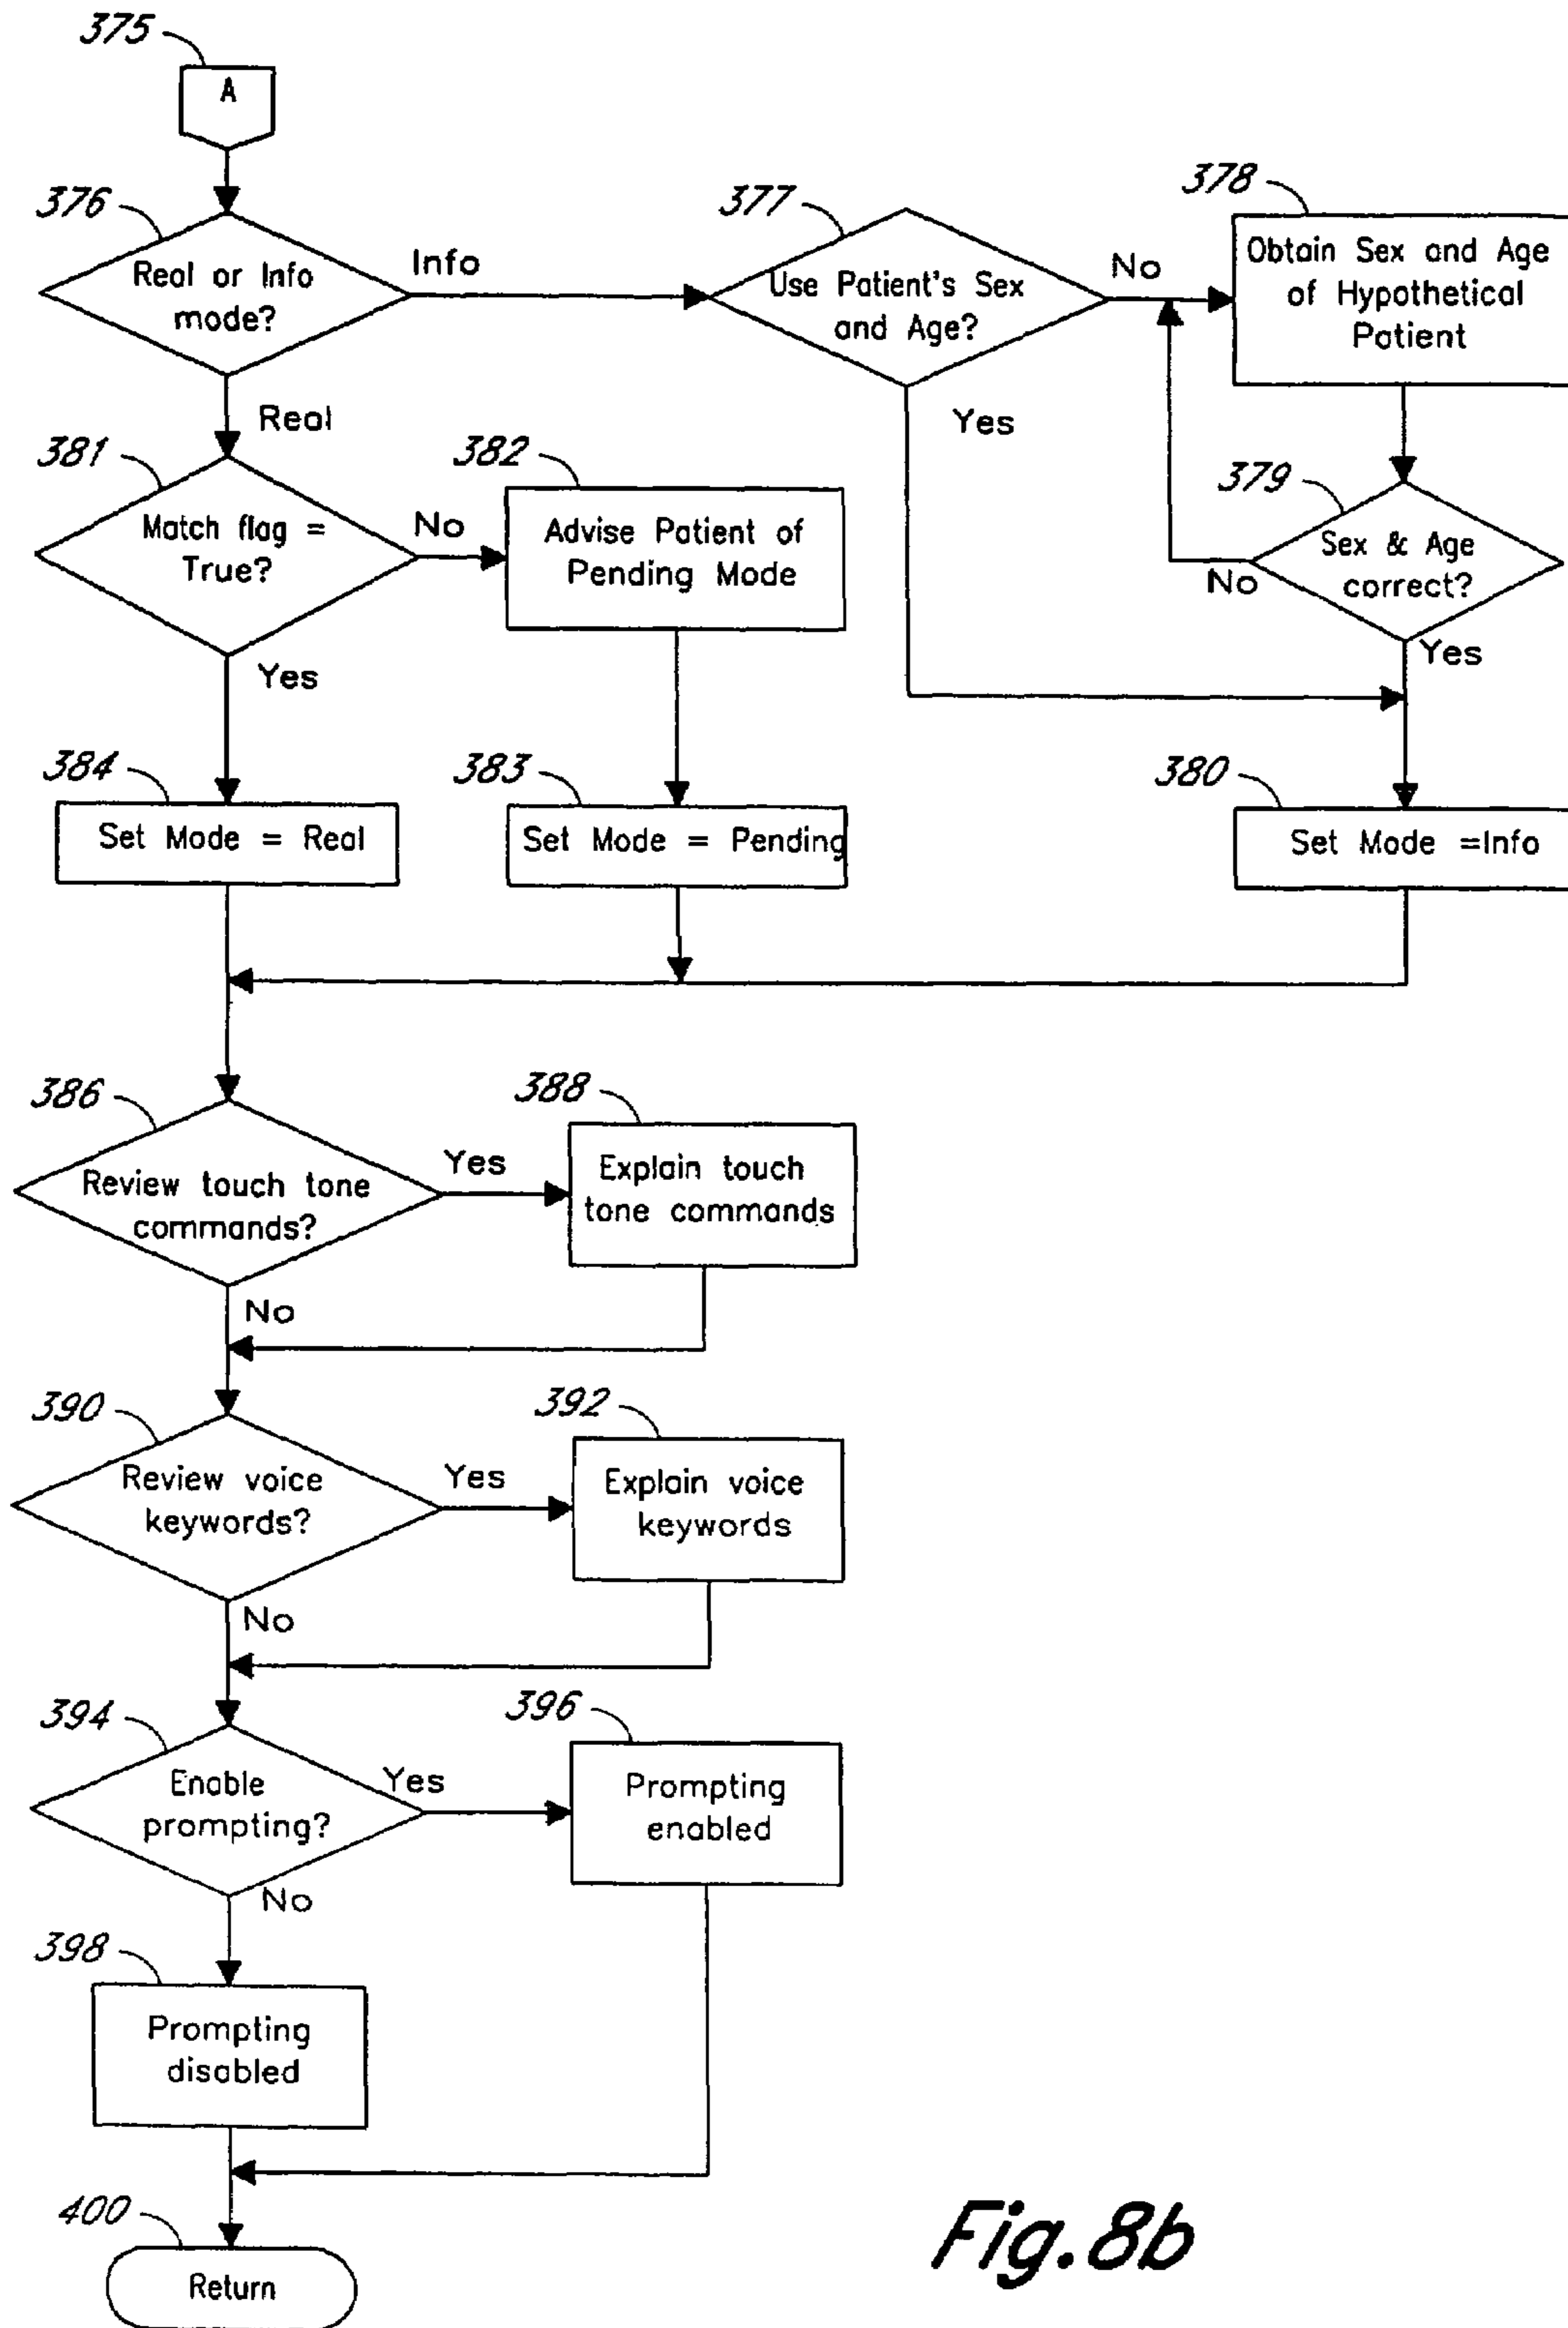 375
A
376
Real or Info
mode?
Info
377
Use Patient's Sex
and Age?
No
378
Obtain Sex and Age
of Hypothetical
Patient
Real
Yes
381
Match flag =
True?
No
382
Advise Patient of
Pending Mode
379
Sex & Age
correct?
No
Yes
Yes
384
Set Mode = Real
383
Set Mode = Pending
380
Set Mode =Info
386
Review touch tone
commands?
Yes
388
Explain touch
tone commands
No
390
Review voice
keywords?
Yes
392
Explain voice
keywords
No
394
Enable
prompting?
Yes
396
Prompting
enabled
No
398
Prompting
disabled
400
Return
Fig.8b